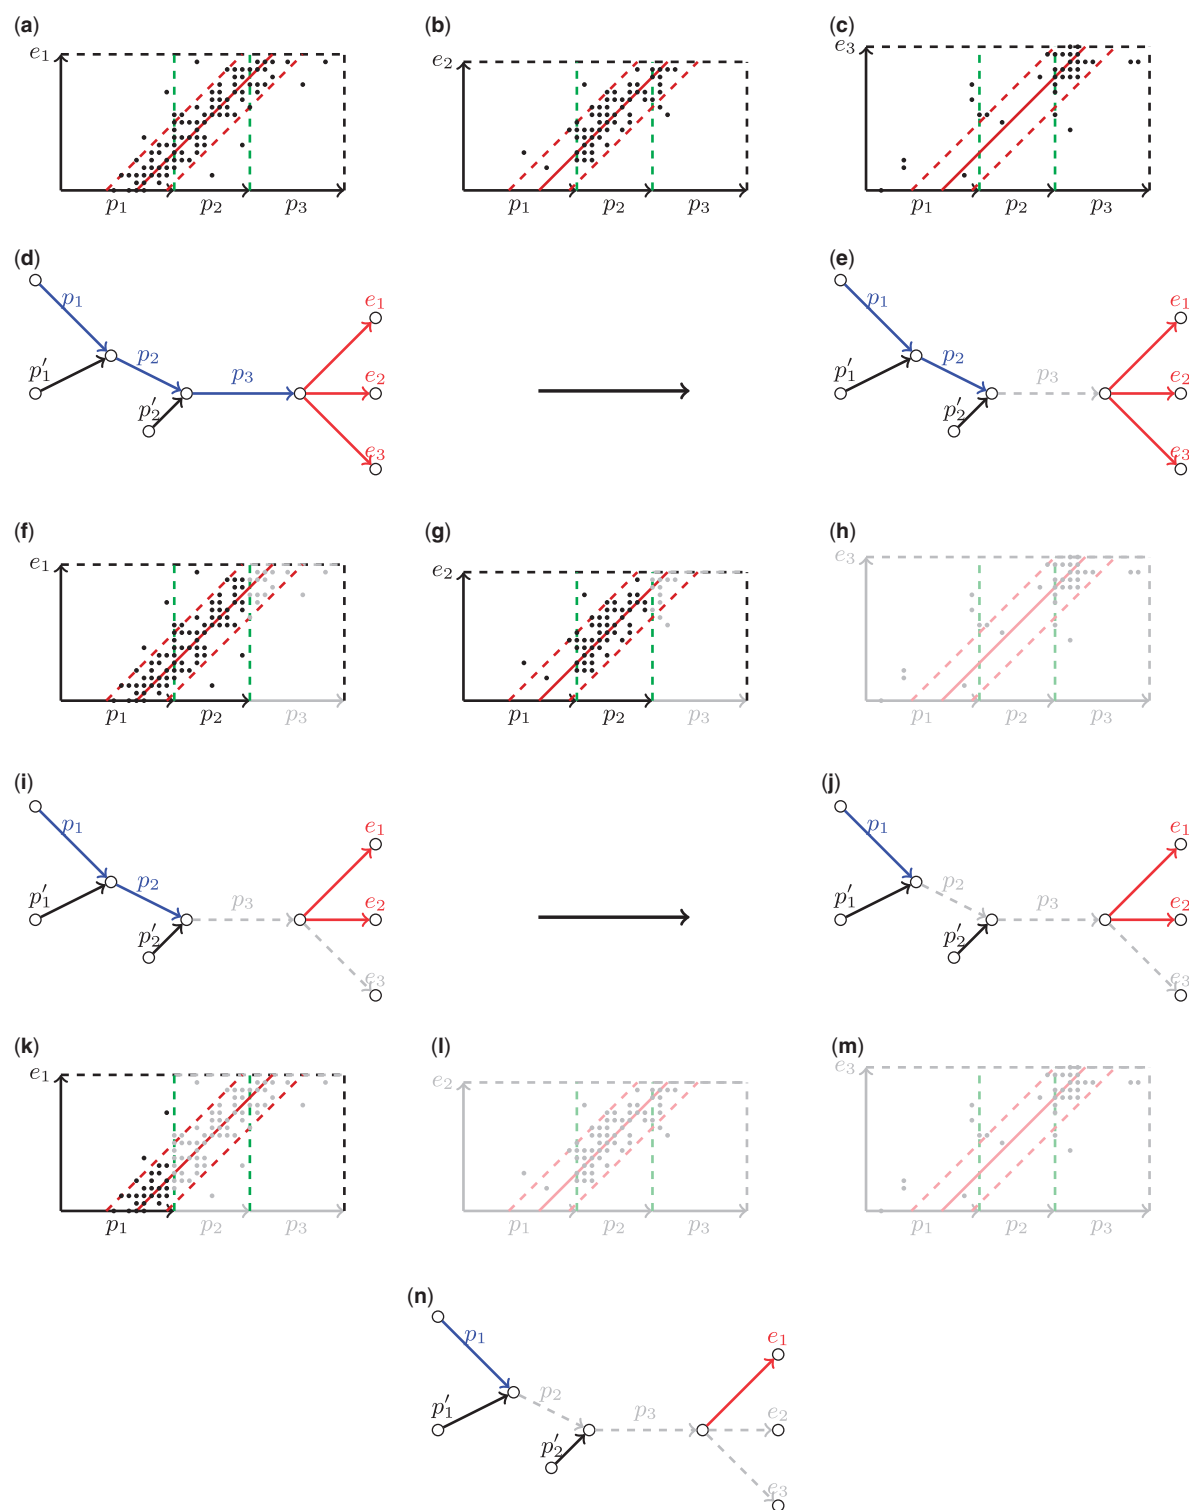 (a) (b) (c)
e1 e2 e3
p1 p2 p3 p1 p2 p3 p1 p2 p3
(d) (e)
p1 e1 p1 e1
p′1 p2 p3 e2 p′1 p2 p3 e2
p′2 e3 p′2 e3
(f) (g) (h)
e1 e2 e3
p1 p2 p3 p1 p2 p3 p1 p2 p3
(i) (j)
p1 e1 p1 e1
p′1 p2 p3 e2 p′1 p2 p3 e2
p′2 e3 p′2 e3
(k) (l) (m)
e1 e2 e3
p1 p2 p3 p1 p2 p3 p1 p2 p3
(n)
p1 e1
p′1 p2 p3 e2
p′2 e3